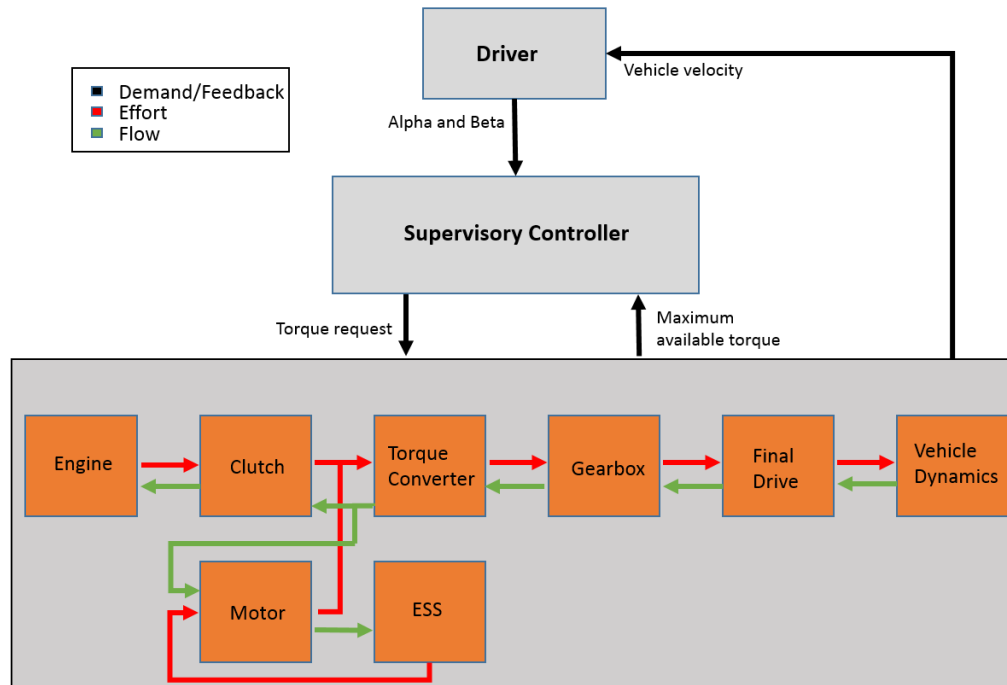 Driver
Vehicle velocity
Demand/Feedback
Effort
Flow
Alpha and Beta
Supervisory Controller
Torque request
Maximum
available torque
Engine
Clutch
Torque
Converter
Gearbox
Final
Drive
Vehicle
Dynamics
Motor
ESS